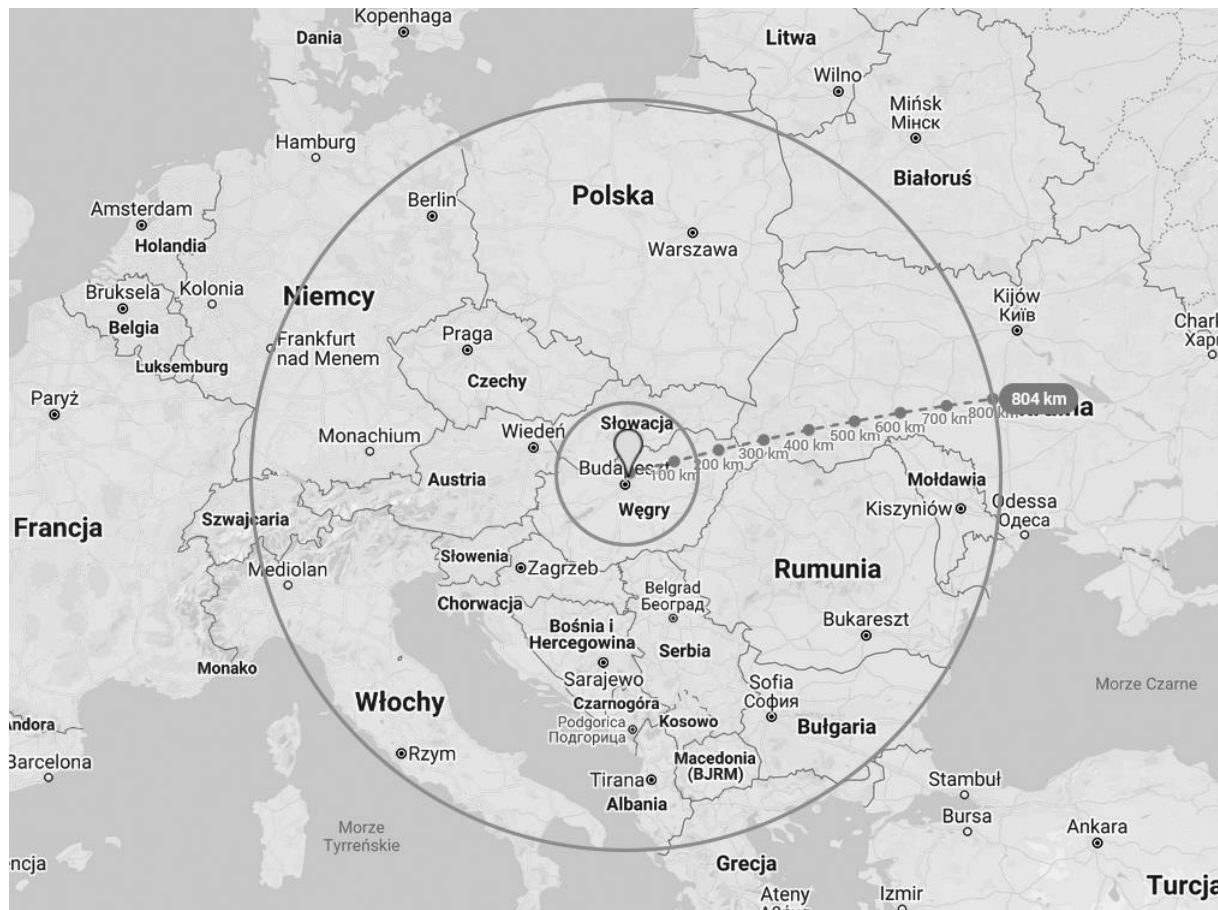 Kopenhaga
Dania
Litwa
Wilno
Mińsk
Мінск
Białoruś
Hamburg
Berlin
Polska
Warszawa
Amsterdam
Holandia
Bruksela
Belgia
Kolonia
Niemcy
Luksemburg
Frankfurt
nad Menem
Praga
Czechy
Kijów
Київ
Paryż
Monachium
Wiedeń
Austria
Słowacja
Budapeszt
Węgry
100 km
200 km
300 km
400 km
500 km
600 km
700 km
800 km
804 km
Mołdawia
Kiszyniów
Odessa
Одеса
Francja
Szwajcaria
Mediolan
Słowenia
Zagrzeb
Chorwacja
Belgrad
Београд
Rumunia
Bukareszt
Bośnia i
Hercegowina
Sarajewo
Serbia
Monako
Włochy
Czarnogóra
Podgorica
Подгорица
Kosowo
Sofia
София
Bułgaria
Morze Czarne
Andora
Barcelona
Rzym
Macedonia
(BJRM)
Tirana
Albania
Stambuł
Bursa
Ankara
Morze
Tyrreńskie
Grecja
Ateny
Izmir
Turcja